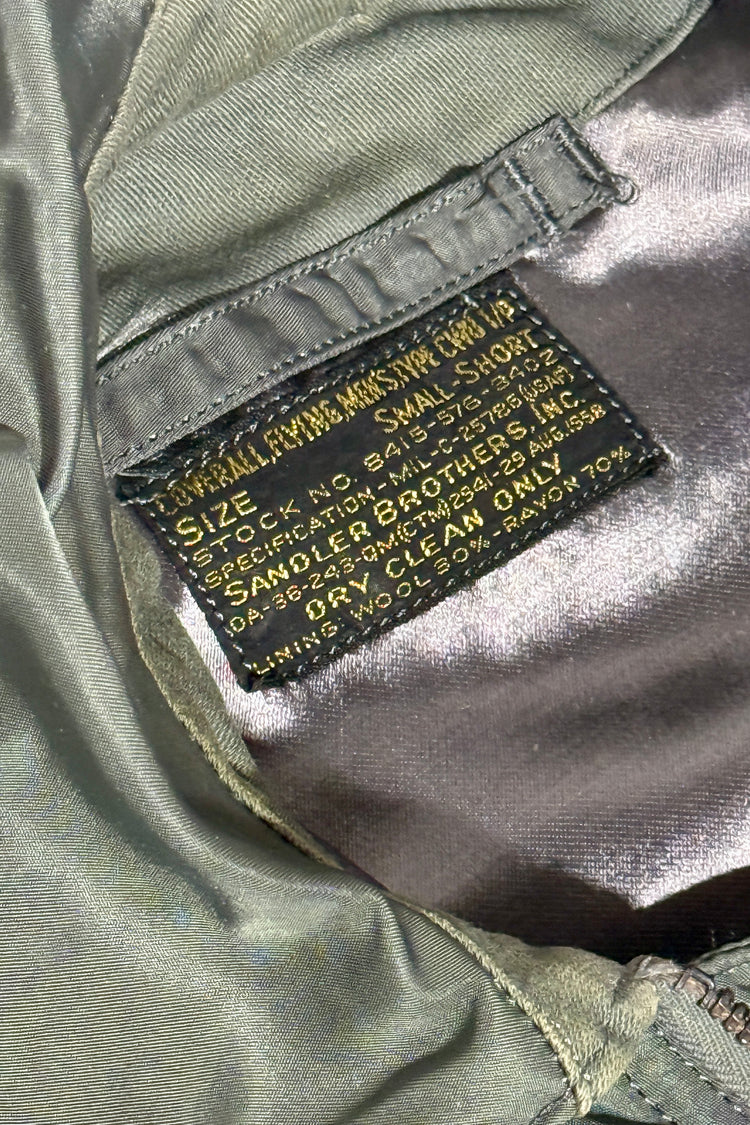 COVERALL, FLYING, MEN'S, TYPE CWU 1/P
SIZE SMALL-SHORT
STOCK NO. 8415-576-3402
SPECIFICATION-MIL-C-25786(USAF)
SANDLER BROTHERS, INC.
DA-36-243-QM(CTM)2941-29 AUG.1958
DRY CLEAN ONLY
LINING: WOOL 30%-RAYON 70%